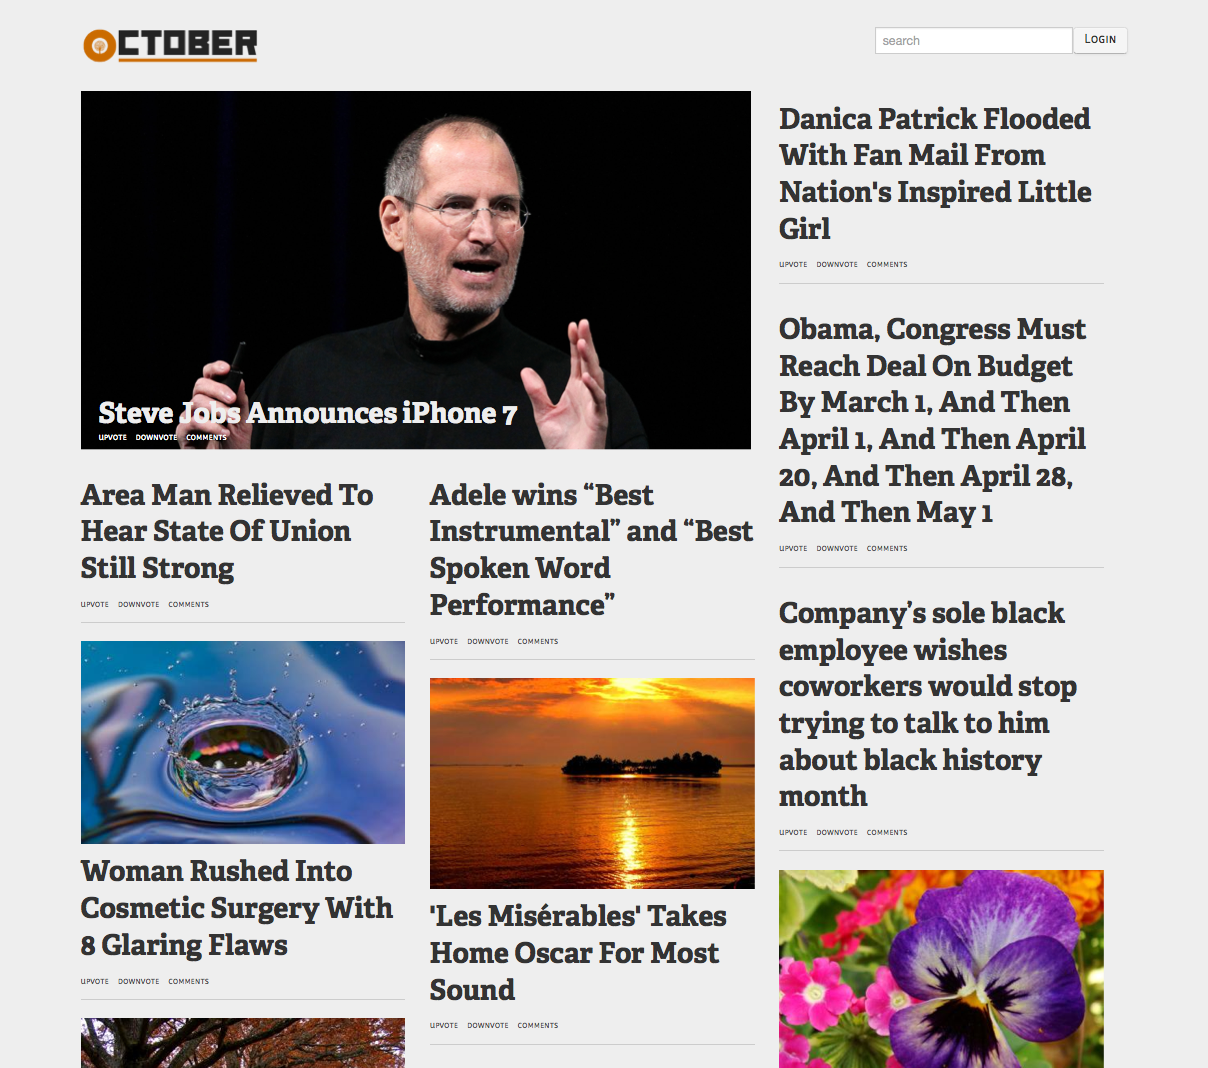 OCTOBER
search
LOGIN
Steve Jobs Announces iPhone 7
UPVOTE DOWNVOTE COMMENTS
Area Man Relieved To
Hear State Of Union
Still Strong
UPVOTE DOWNVOTE COMMENTS
Woman Rushed Into
Cosmetic Surgery With
8 Glaring Flaws
UPVOTE DOWNVOTE COMMENTS
Adele wins “Best
Instrumental” and “Best
Spoken Word
Performance”
UPVOTE DOWNVOTE COMMENTS
'Les Misérables' Takes
Home Oscar For Most
Sound
UPVOTE DOWNVOTE COMMENTS
Danica Patrick Flooded
With Fan Mail From
Nation's Inspired Little
Girl
UPVOTE DOWNVOTE COMMENTS
Obama, Congress Must
Reach Deal On Budget
By March 1, And Then
April 1, And Then April
20, And Then April 28,
And Then May 1
UPVOTE DOWNVOTE COMMENTS
Company’s sole black
employee wishes
coworkers would stop
trying to talk to him
about black history
month
UPVOTE DOWNVOTE COMMENTS